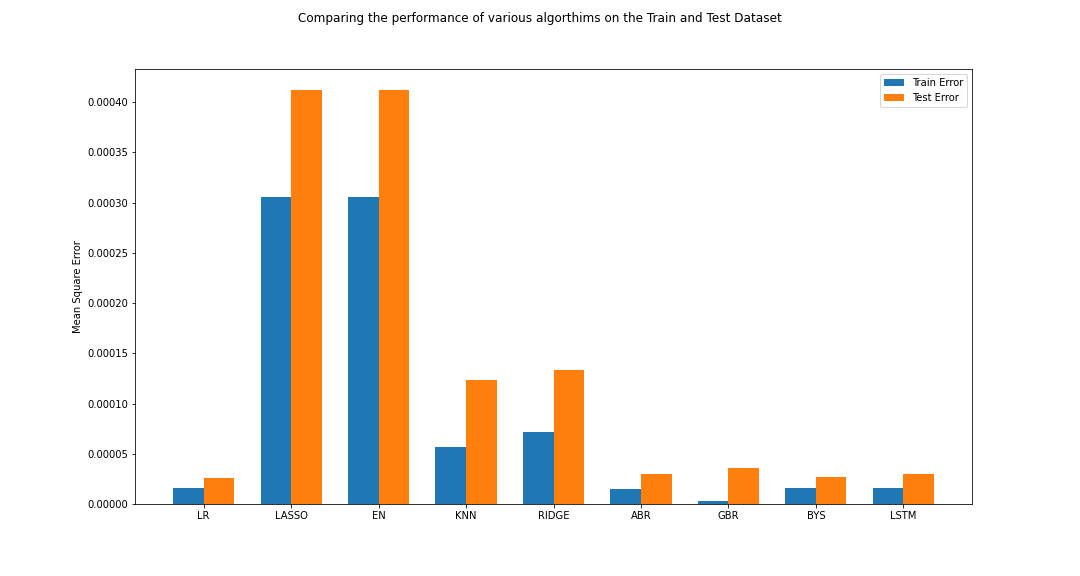 Comparing the performance of various algorthims on the Train and Test Dataset
Train Error
Test Error
Mean Square Error
0.00040
0.00035
0.00030
0.00025
0.00020
0.00015
0.00010
0.00005
0.00000
LR LASSO EN KNN RIDGE ABR GBR BYS LSTM